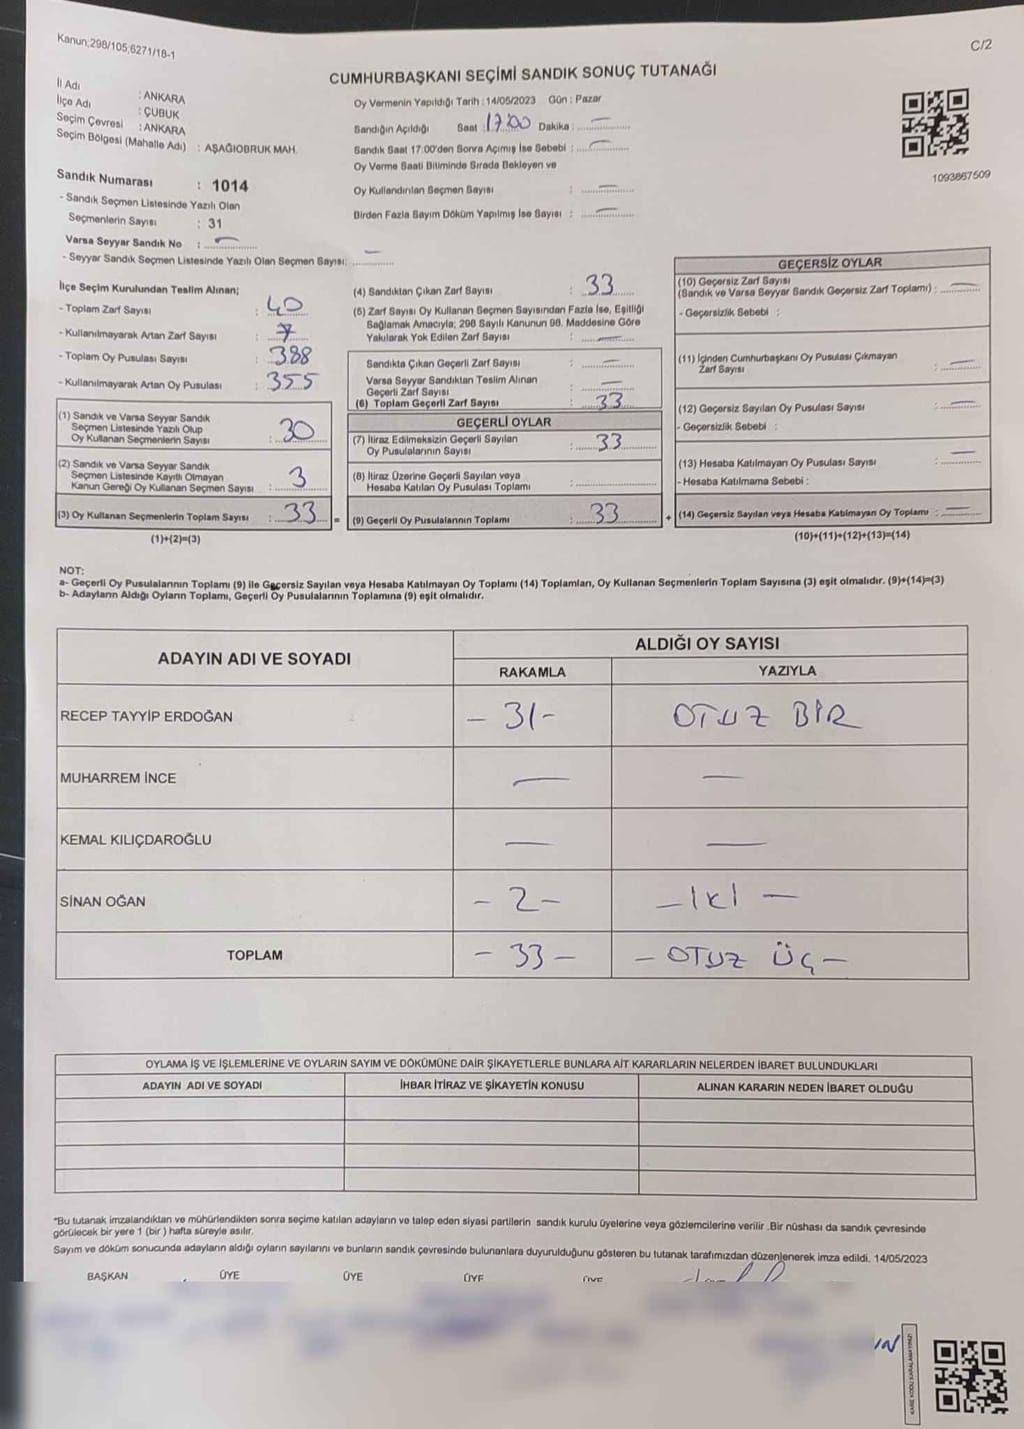 Kanun;298/105;6271/18-1
C/2
CUMHURBAŞKANI SEÇİMİ SANDIK SONUÇ TUTANAĞI
İl Adı : ANKARA
İlçe Adı : ÇUBUK
Seçim Çevresi : ANKARA
Seçim Bölgesi (Mahalle Adı) : AŞAĞIOBRUK MAH.
Oy Vermenin Yapıldığı Tarih : 14/05/2023 Gün : Pazar
Sandığın Açıldığı Saat : 17:00 Dakika : —
Sandık Saat 17:00'den Sonra Açımış İse Sebebi : —
Oy Verme Saati Bitiminde Sırada Bekleyen ve
Oy Kullandırılan Seçmen Sayısı : —
Birden Fazla Sayım Döküm Yapılmış İse Sayısı : —
1093867509
Sandık Numarası : 1014
- Sandık Seçmen Listesinde Yazılı Olan
Seçmenlerin Sayısı : 31
Varsa Seyyar Sandık No : —
- Seyyar Sandık Seçmen Listesinde Yazılı Olan Seçmen Sayısı: —
İlçe Seçim Kurulundan Teslim Alınan;
- Toplam Zarf Sayısı : 40
- Kullanılmayarak Artan Zarf Sayısı : 7
- Toplam Oy Pusulası Sayısı : 388
- Kullanılmayarak Artan Oy Pusulası : 355
(1) Sandık ve Varsa Seyyar Sandık
Seçmen Listesinde Yazılı Olup
Oy Kullanan Seçmenlerin Sayısı : 30
(2) Sandık ve Varsa Seyyar Sandık
Seçmen Listesinde Kayıtlı Olmayan
Kanun Gereği Oy Kullanan Seçmen Sayısı : 3
(3) Oy Kullanan Seçmenlerin Toplam Sayısı : 33 =
(1)+(2)=(3)
(4) Sandıktan Çıkan Zarf Sayısı : 33
(5) Zarf Sayısı Oy Kullanan Seçmen Sayısından Fazla İse, Eşitliği
Sağlamak Amacıyla; 298 Sayılı Kanunun 98. Maddesine Göre
Yakılarak Yok Edilen Zarf Sayısı : —
Sandıkta Çıkan Geçerli Zarf Sayısı : —
Varsa Seyyar Sandıktan Teslim Alınan
Geçerli Zarf Sayısı : —
(6) Toplam Geçerli Zarf Sayısı : 33
GEÇERLİ OYLAR
(7) İtiraz Edilmeksizin Geçerli Sayılan
Oy Pusulalarının Sayısı : 33
(8) İtiraz Üzerine Geçerli Sayılan veya
Hesaba Katılan Oy Pusulası Toplamı :
(9) Geçerli Oy Pusulalarının Toplamı : 33 +
GEÇERSİZ OYLAR
(10) Geçersiz Zarf Sayısı
(Sandık ve Varsa Seyyar Sandık Geçersiz Zarf Toplamı) : —
- Geçersizlik Sebebi :
(11) İçinden Cumhurbaşkanı Oy Pusulası Çıkmayan
Zarf Sayısı : —
(12) Geçersiz Sayılan Oy Pusulası Sayısı : —
- Geçersizlik Sebebi :
(13) Hesaba Katılmayan Oy Pusulası Sayısı : —
- Hesaba Katılmama Sebebi :
(14) Geçersiz Sayılan veya Hesaba Katılmayan Oy Toplamı : —
(10)+(11)+(12)+(13)=(14)
NOT:
a- Geçerli Oy Pusulalarının Toplamı (9) ile Geçersiz Sayılan veya Hesaba Katılmayan Oy Toplamı (14) Toplamları, Oy Kullanan Seçmenlerin Toplam Sayısına (3) eşit olmalıdır. (9)+(14)=(3)
b- Adayların Aldığı Oyların Toplamı, Geçerli Oy Pusulalarının Toplamına (9) eşit olmalıdır.
ADAYIN ADI VE SOYADI ALDIĞI OY SAYISI
RAKAMLA YAZIYLA
RECEP TAYYİP ERDOĞAN - 31 - OTUZ BİR
MUHARREM İNCE — —
KEMAL KILIÇDAROĞLU — —
SİNAN OĞAN - 2 - - IKI -
TOPLAM - 33 - - OTUZ ÜÇ -
OYLAMA İŞ VE İŞLEMLERİNE VE OYLARIN SAYIM VE DÖKÜMÜNE DAİR ŞİKAYETLERLE BUNLARA AİT KARARLARIN NELERDEN İBARET BULUNDUKLARI
ADAYIN ADI VE SOYADI İHBAR İTİRAZ VE ŞİKAYETİN KONUSU ALINAN KARARIN NEDEN İBARET OLDUĞU
"Bu tutanak imzalandıktan ve mühürlendikten sonra seçime katılan adayların ve talep eden siyasi partilerin sandık kurulu üyelerine veya gözlemcilerine verilir .Bir nüshası da sandık çevresinde
görülecek bir yere 1 (bir ) hafta süreyle asılır.
Sayım ve döküm sonucunda adayların aldığı oyların sayılarını ve bunların sandık çevresinde bulunanlara duyurulduğunu gösteren bu tutanak tarafımızdan düzenlenerek imza edildi. 14/05/2023
BAŞKAN ÜYE ÜYE ÜYE ÜYE
IN
KARE KODU KARALAMAYINIZ!